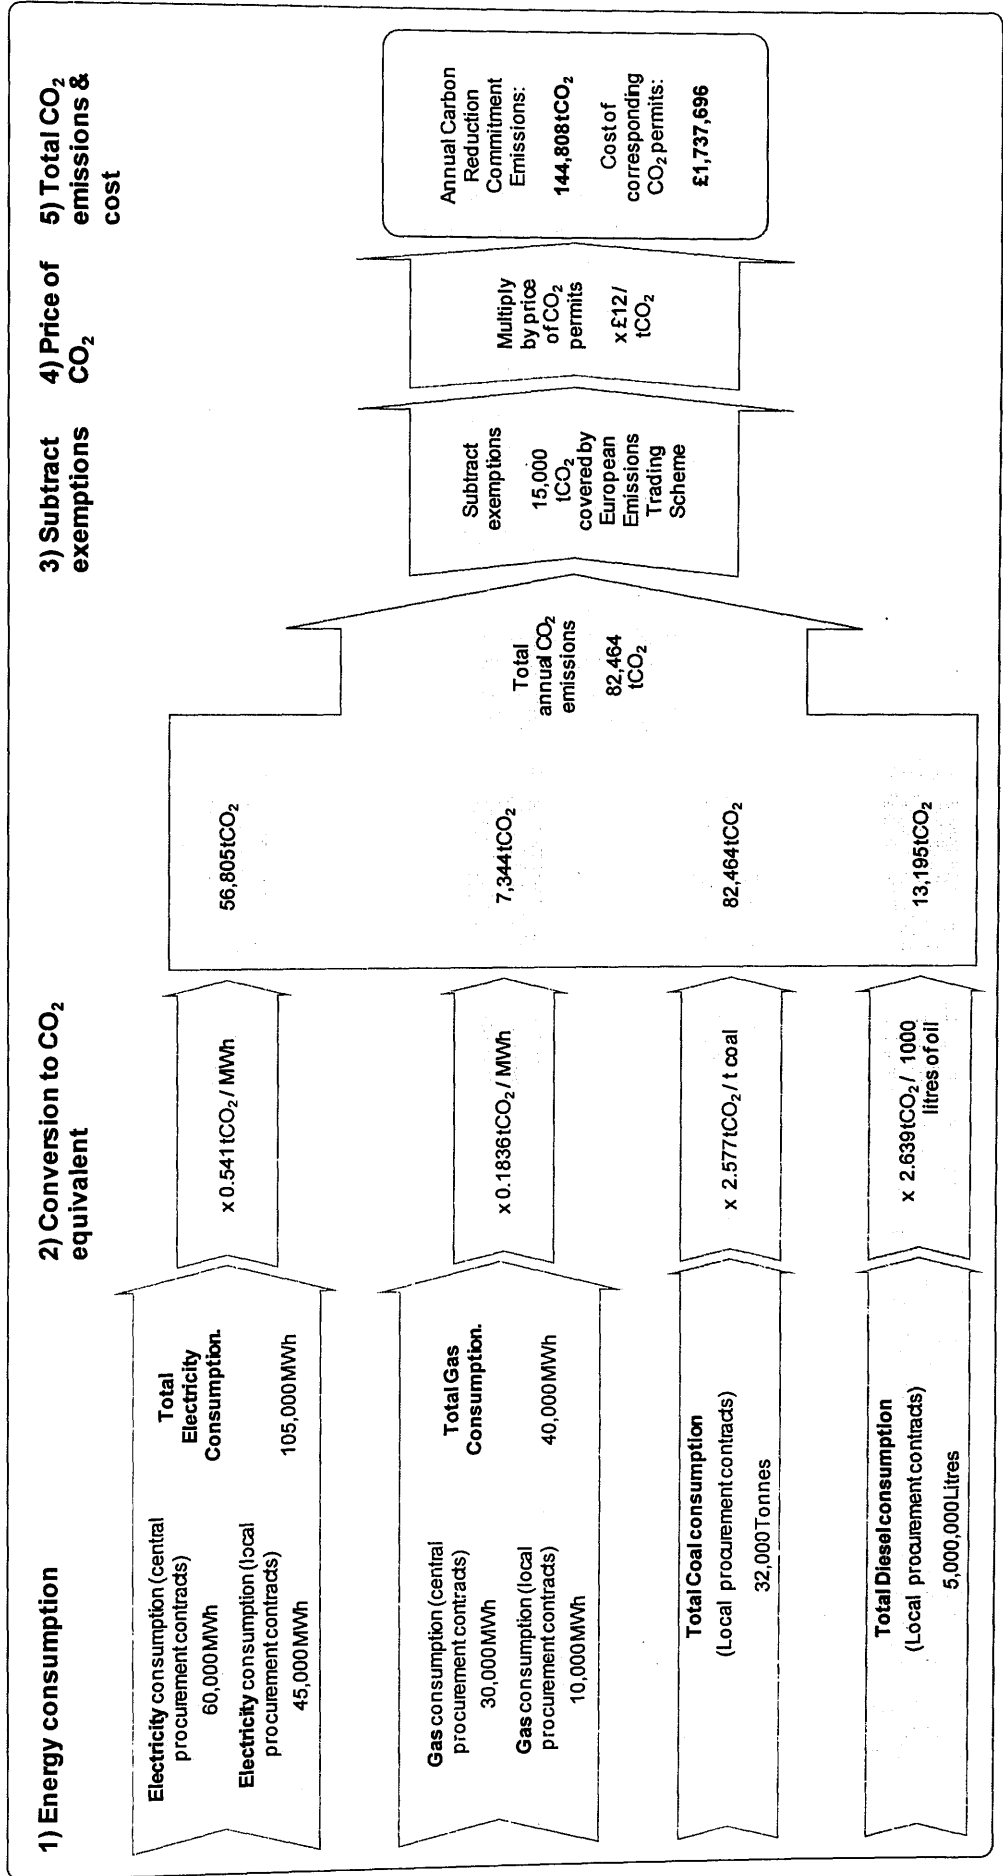 1) Energy consumption
2) Conversion to CO₂
equivalent
3) Subtract
exemptions
4) Price of
CO₂
5) Total CO₂
emissions &
cost
Electricity consumption (central
procurement contracts)
60,000MWh
Electricity consumption (local
procurement contracts)
45,000MWh
Total
Electricity
Consumption.
105,000MWh
x 0.541tCO₂ / MWh
56,805tCO₂
Gas consumption (central
procurement contracts)
30,000MWh
Gas consumption (local
procurement contracts)
10,000MWh
Total Gas
Consumption.
40,000MWh
x 0.1836tCO₂ / MWh
7,344tCO₂
Total Coal consumption
(Local procurement contracts)
32,000Tonnes
x 2.577tCO₂ / t coal
82,464tCO₂
Total Diesel consumption
(Local procurement contracts)
5,000,000Litres
x 2.639tCO₂ / 1000
litres of oil
13,195tCO₂
Total
annual CO₂
emissions
82,464
tCO₂
Subtract
exemptions
15,000
tCO₂
covered by
European
Emissions
Trading
Scheme
Multiply
by price
of CO₂
permits
x £12 /
tCO₂
Annual Carbon
Reduction
Commitment
Emissions:
144,808tCO₂
Cost of
corresponding
CO₂ permits:
£1,737,696